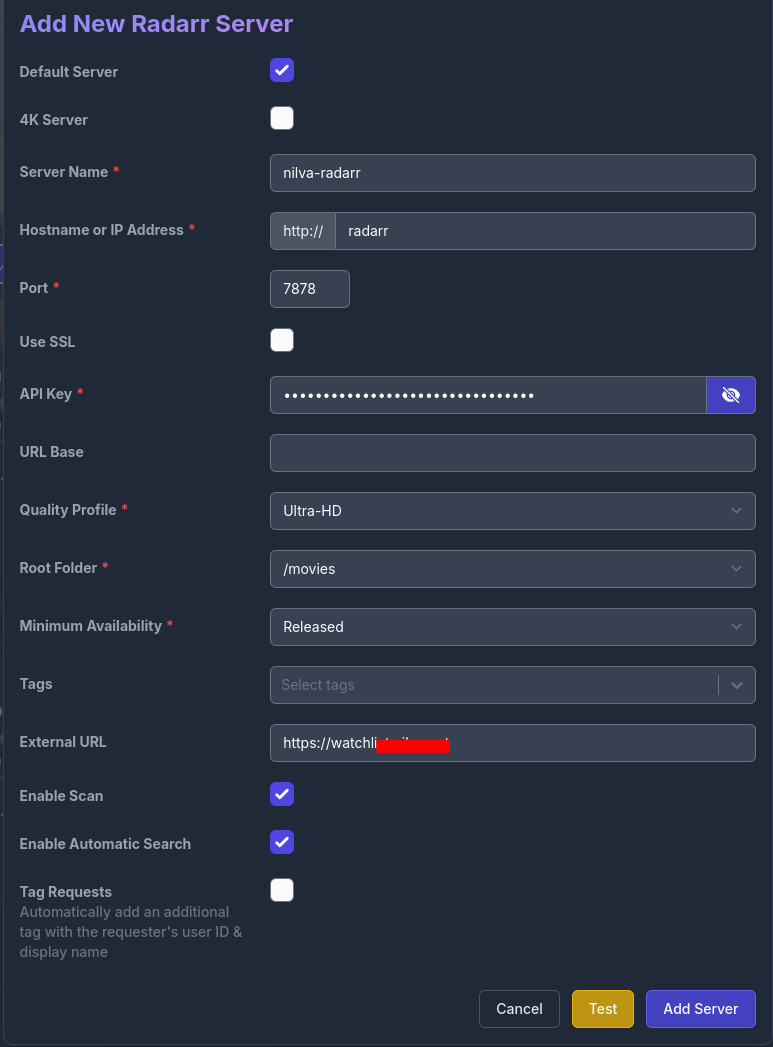 Add New Radarr Server
Default Server
4K Server
Server Name *
nilva-radarr
Hostname or IP Address *
http://
radarr
Port *
7878
Use SSL
API Key *
••••••••••••••••••••••••••••••••
URL Base
Quality Profile *
Ultra-HD
Root Folder *
/movies
Minimum Availability *
Released
Tags
Select tags
External URL
https://watchli
Enable Scan
Enable Automatic Search
Tag Requests
Automatically add an additional
tag with the requester's user ID &
display name
Cancel
Test
Add Server